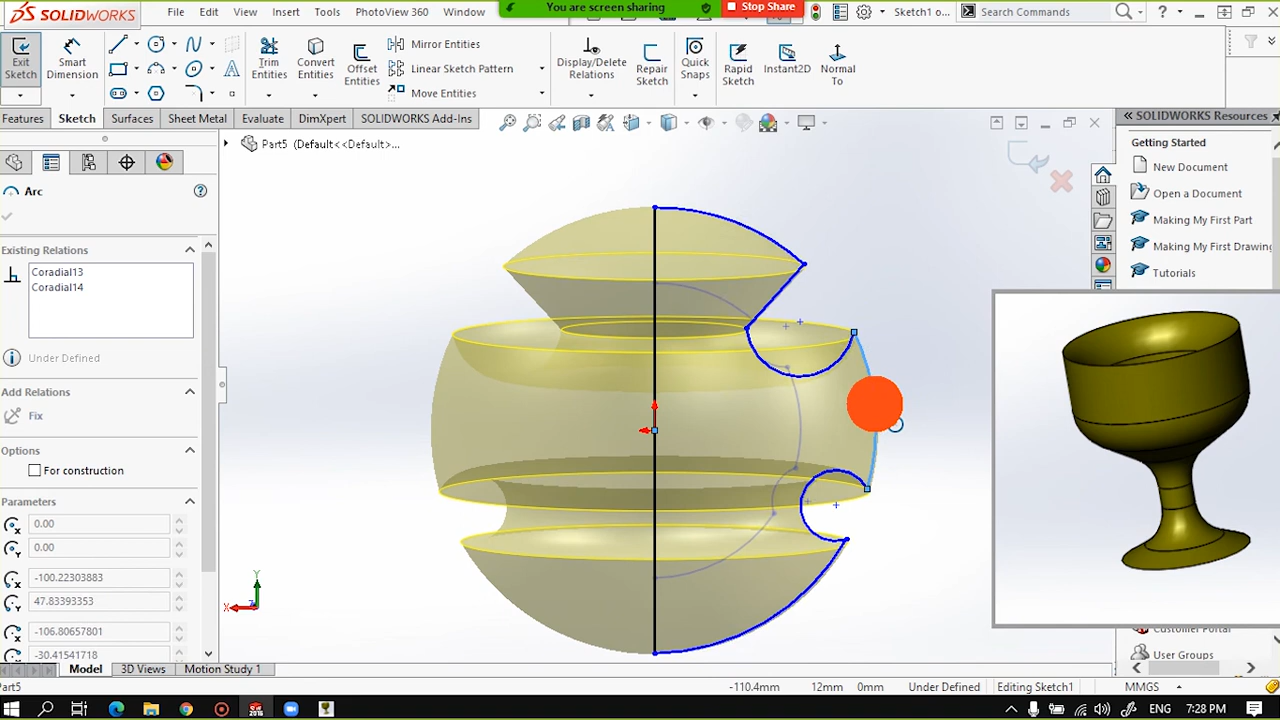 SOLIDWORKS
File
Edit
View
Insert
Tools
PhotoView 360
Window
You are screen sharing
Stop Share
Sketch1 o...
Search Commands
Exit Sketch
Smart Dimension
Trim Entities
Convert Entities
Offset Entities
Mirror Entities
Linear Sketch Pattern
Move Entities
Display/Delete Relations
Repair Sketch
Quick Snaps
Rapid Sketch
Instant2D
Normal To
Features
Sketch
Surfaces
Sheet Metal
Evaluate
DimXpert
SOLIDWORKS Add-Ins
Part5 (Default<<Default>...
SOLIDWORKS Resources
Getting Started
New Document
Open a Document
Making My First Part
Making My First Drawing
Tutorials
Arc
Existing Relations
Coradial13
Coradial14
Under Defined
Add Relations
Fix
Options
For construction
Parameters
0.00
0.00
-100.22303883
47.83393353
-106.80657801
-30.41541718
Y
X
Customer Portal
User Groups
Model
3D Views
Motion Study 1
Part5
-110.4mm
12mm
0mm
Under Defined
Editing Sketch1
MMGS
ENG
7:28 PM